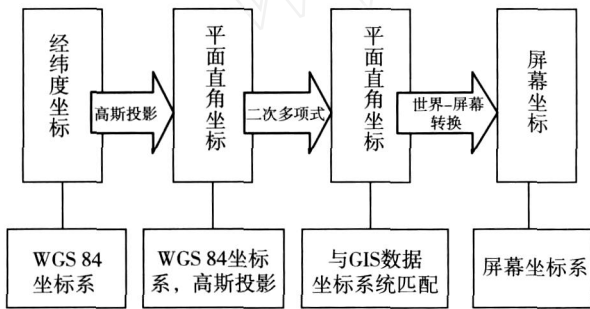 经纬度坐标
高斯投影
平面直角坐标
二次多项式
平面直角坐标
世界-屏幕
转换
屏幕坐标
WGS 84
坐标系
WGS 84坐标
系，高斯投影
与GIS数据
坐标系统匹配
屏幕坐标系